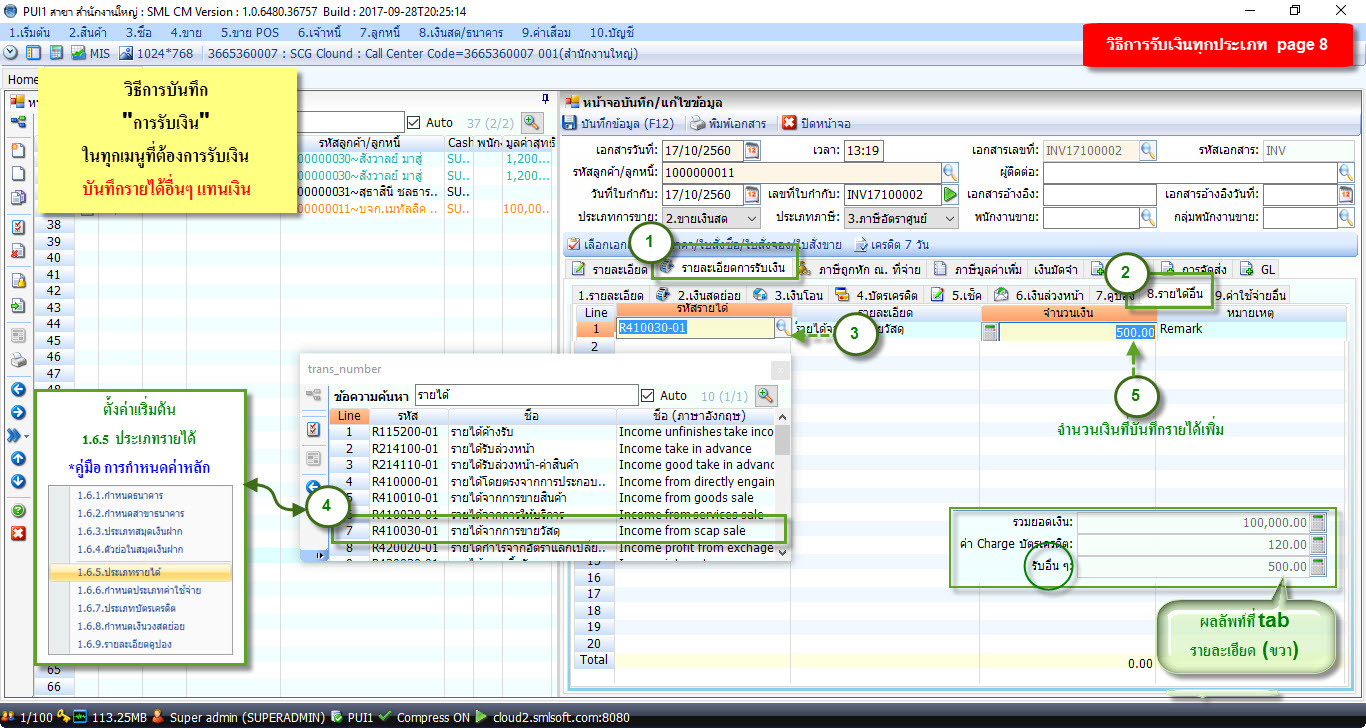 PUI1 สาขา สำนักงานใหญ่ : SML CM Version : 1.0.6480.36757 Build : 2017-09-28T20:25:14
1.เริ่มต้น 2.สินค้า 3.ซื้อ 4.ขาย 5.ขาย POS 6.เจ้าหนี้ 7.ลูกหนี้ 8.เงินสด/ธนาคาร 9.ค่าเสื่อม 10.บัญชี
MIS 1024*768 3665360007 : SCG Clound : Call Center Code=3665360007 001(สำนักงานใหญ่)
วิธีการรับเงินทุกประเภท page 8
Home
วิธีการบันทึก
"การรับเงิน"
ในทุกเมนูที่ต้องการรับเงิน
บันทึกรายได้อื่นๆ แทนเงิน
Auto 37 (2/2)
รหัสลูกค้า/ลูกหนี้ Cash พนัก มูลค่าสุทธิ
00000030~สังวาลย์ มาสู่ SU... 1,200...
00000030~สังวาลย์ มาสู่ SU... 1,200...
00000031~สุธาสินี ชลธาร.. SU...
00000011~บจก.เมทัลลิค .. SU... 100,00...
38
39
40
41
42
43
44
45
46
47
48
65
66
หน้าจอบันทึก/แก้ไขข้อมูล
บันทึกข้อมูล (F12) พิมพ์เอกสาร ปิดหน้าจอ
เอกสารวันที่: 17/10/2560 เวลา: 13:19 เอกสารเลขที่: INV17100002 รหัสเอกสาร: INV
รหัสลูกค้า/ลูกหนี้: 1000000011 ผู้ติดต่อ:
วันที่ใบกำกับ: 17/10/2560 เลขที่ใบกำกับ: INV17100002 เอกสารอ้างอิง: เอกสารอ้างอิงวันที่:
ประเภทการขาย: 2.ขายเงินสด ประเภทภาษี: 3.ภาษีอัตราศูนย์ พนักงานขาย: กลุ่มพนักงานขาย:
เลือกเอก าคา/ใบสั่งซื้อ/ใบสั่งจอง/ใบสั่งขาย เครดิต 7 วัน
1
รายละเอียด รายละเอียดการรับเงิน ภาษีถูกหัก ณ. ที่จ่าย ภาษีมูลค่าเพิ่ม เงินมัดจำ การจัดส่ง GL
2
1.รายละเอียด 2.เงินสดย่อย 3.เงินโอน 4.บัตรเครดิต 5.เช็ค 6.เงินล่วงหน้า 7.คูปอง 8.รายได้อื่น 9.ค่าใช้จ่ายอื่น
Line รหัสรายได้ รายละเอียด จำนวนเงิน หมายเหตุ
1 R410030-01 รายได้จา ยวัสดุ 500.00 Remark
2
3
5
จำนวนเงินที่บันทึกรายได้เพิ่ม
trans_number
ข้อความค้นหา รายได้ Auto 10 (1/1)
Line รหัส ชื่อ ชื่อ (ภาษาอังกฤษ)
1 R115200-01 รายได้ค้างรับ Income unfinishes take inco
2 R214100-01 รายได้รับล่วงหน้า Income take in advance
3 R214110-01 รายได้รับล่วงหน้า-ค่าสินค้า Income good take in advanc
4 R410000-01 รายได้โดยตรงจากการประกอบ.. Income from directly engain
5 R410010-01 รายได้จากการขายสินค้า Income from goods sale
6 R410020-01 รายได้จากการให้บริการ Income from services sale
7 R410030-01 รายได้จากการขายวัสดุ Income from scap sale
8 R420020-01 รายได้กำไรจากอัตราแลกเปลี่ย.. Income profit from exchage
4
ตั้งค่าเริ่มต้น
1.6.5 ประเภทรายได้
*คู่มือ การกำหนดค่าหลัก
1.6.1.กำหนดธนาคาร
1.6.2.กำหนดสาขาธนาคาร
1.6.3.ประเภทสมุดเงินฝาก
1.6.4.ตัวย่อในสมุดเงินฝาก
1.6.5.ประเภทรายได้
1.6.6.กำหนดประเภทค่าใช้จ่าย
1.6.7.ประเภทบัตรเครดิต
1.6.8.กำหนดเงินวงสดย่อย
1.6.9.รายละเอียดคูปอง
15
16
17
18
19
20
Total 0.00
รวมยอดเงิน: 100,000.00
ค่า Charge บัตรเครดิต: 120.00
รับอื่น ๆ: 500.00
ผลลัพท์ที่ tab
รายละเอียด (ขวา)
1/100 113.25MB Super admin (SUPERADMIN) PUI1 Compress ON cloud2.smlsoft.com:8080